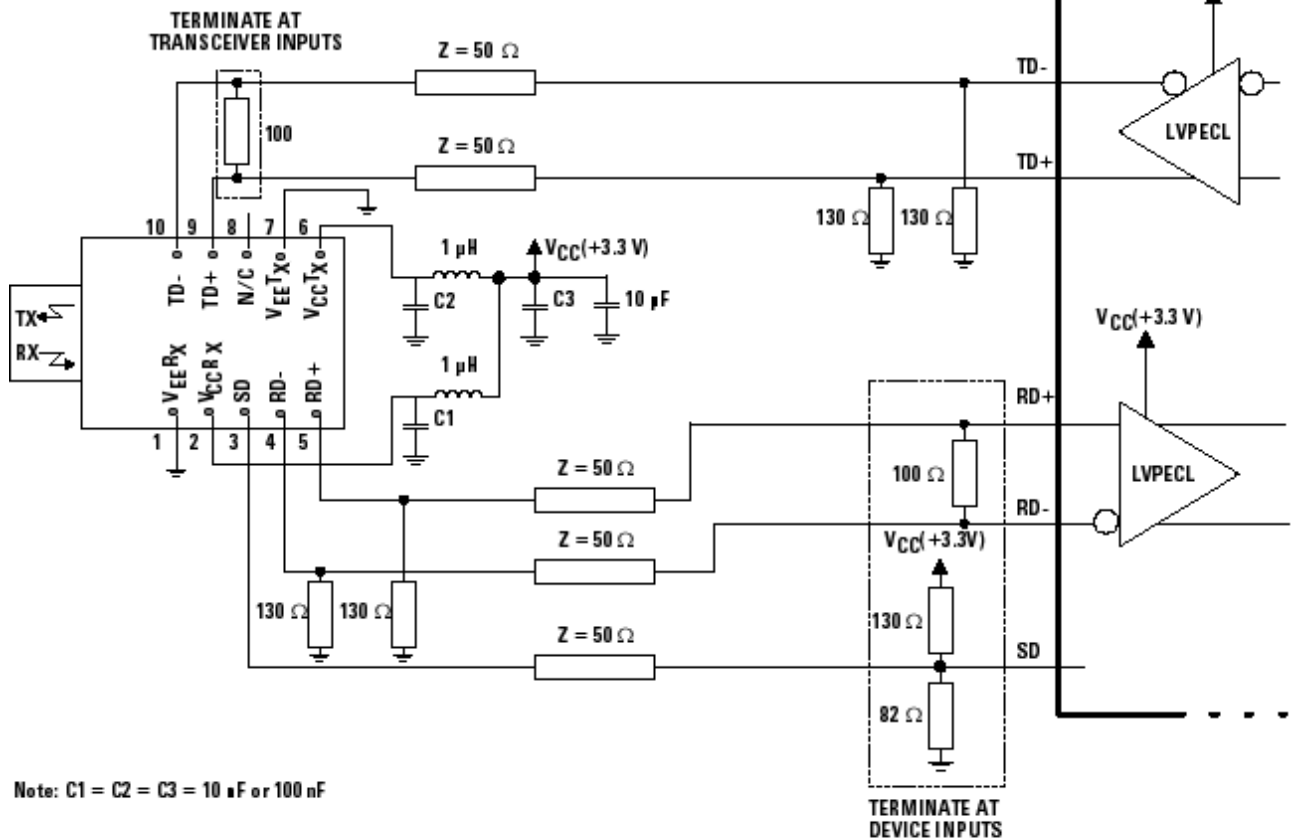 TERMINATE AT
TRANSCEIVER INPUTS
Z = 50 Ω
TD-
LVPECL
100
Z = 50 Ω
TD+
130 Ω
130 Ω
10
9
8
7
6
TD-
TD+
N/C
VEETX
VCCTX
1 µH
VCC(+3.3 V)
C2
C3
10 µF
TX
RX
VEERX
VCCRX
SD
RD-
RD+
1 µH
C1
1
2
3
4
5
VCC(+3.3 V)
RD+
Z = 50 Ω
100 Ω
LVPECL
RD-
Z = 50 Ω
VCC(+3.3V)
130 Ω
130 Ω
130 Ω
Z = 50 Ω
SD
82 Ω
Note: C1 = C2 = C3 = 10 nF or 100 nF
TERMINATE AT
DEVICE INPUTS